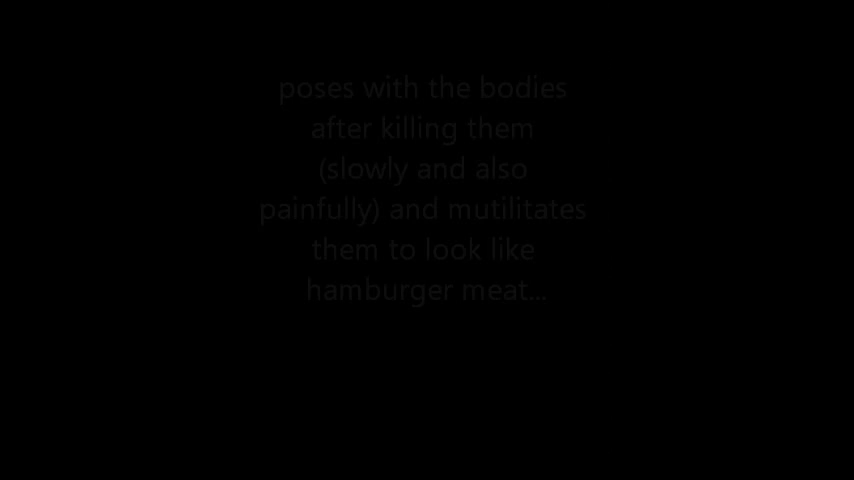 poses with the bodies
after killing them
(slowly and also
painfully) and mutilitates
them to look like
hamburger meat...